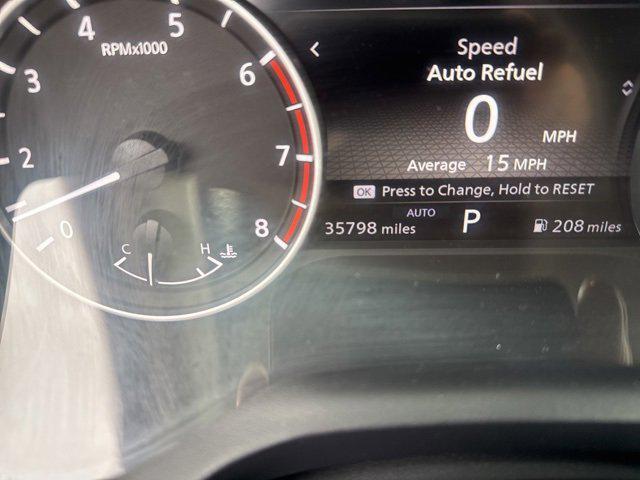 4 5
RPMx1000
3 6
2 7
0 8
C H
<
Speed
Auto Refuel
0 MPH
Average 15 MPH
OK Press to Change, Hold to RESET
AUTO
35798 miles P 208 miles